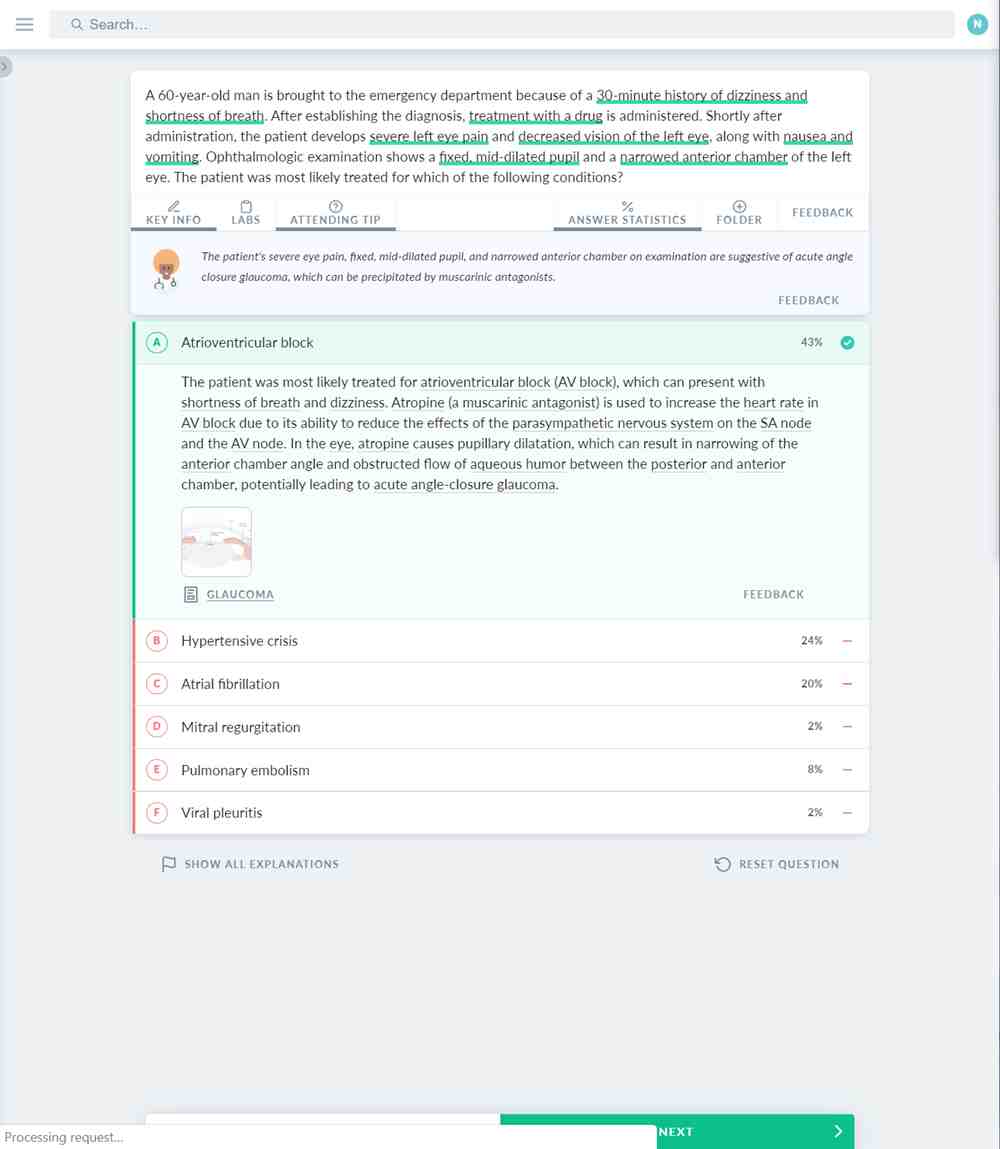 Search...
N
A 60-year-old man is brought to the emergency department because of a 30-minute history of dizziness and
shortness of breath. After establishing the diagnosis, treatment with a drug is administered. Shortly after
administration, the patient develops severe left eye pain and decreased vision of the left eye, along with nausea and
vomiting. Ophthalmologic examination shows a fixed, mid-dilated pupil and a narrowed anterior chamber of the left
eye. The patient was most likely treated for which of the following conditions?
KEY INFO LABS ATTENDING TIP ANSWER STATISTICS FOLDER FEEDBACK
The patient's severe eye pain, fixed, mid-dilated pupil, and narrowed anterior chamber on examination are suggestive of acute angle
closure glaucoma, which can be precipitated by muscarinic antagonists.
FEEDBACK
A Atrioventricular block 43%
The patient was most likely treated for atrioventricular block (AV block), which can present with
shortness of breath and dizziness. Atropine (a muscarinic antagonist) is used to increase the heart rate in
AV block due to its ability to reduce the effects of the parasympathetic nervous system on the SA node
and the AV node. In the eye, atropine causes pupillary dilatation, which can result in narrowing of the
anterior chamber angle and obstructed flow of aqueous humor between the posterior and anterior
chamber, potentially leading to acute angle-closure glaucoma.
GLAUCOMA FEEDBACK
B Hypertensive crisis 24% —
C Atrial fibrillation 20% —
D Mitral regurgitation 2% —
E Pulmonary embolism 8% —
F Viral pleuritis 2% —
SHOW ALL EXPLANATIONS RESET QUESTION
NEXT
Processing request...